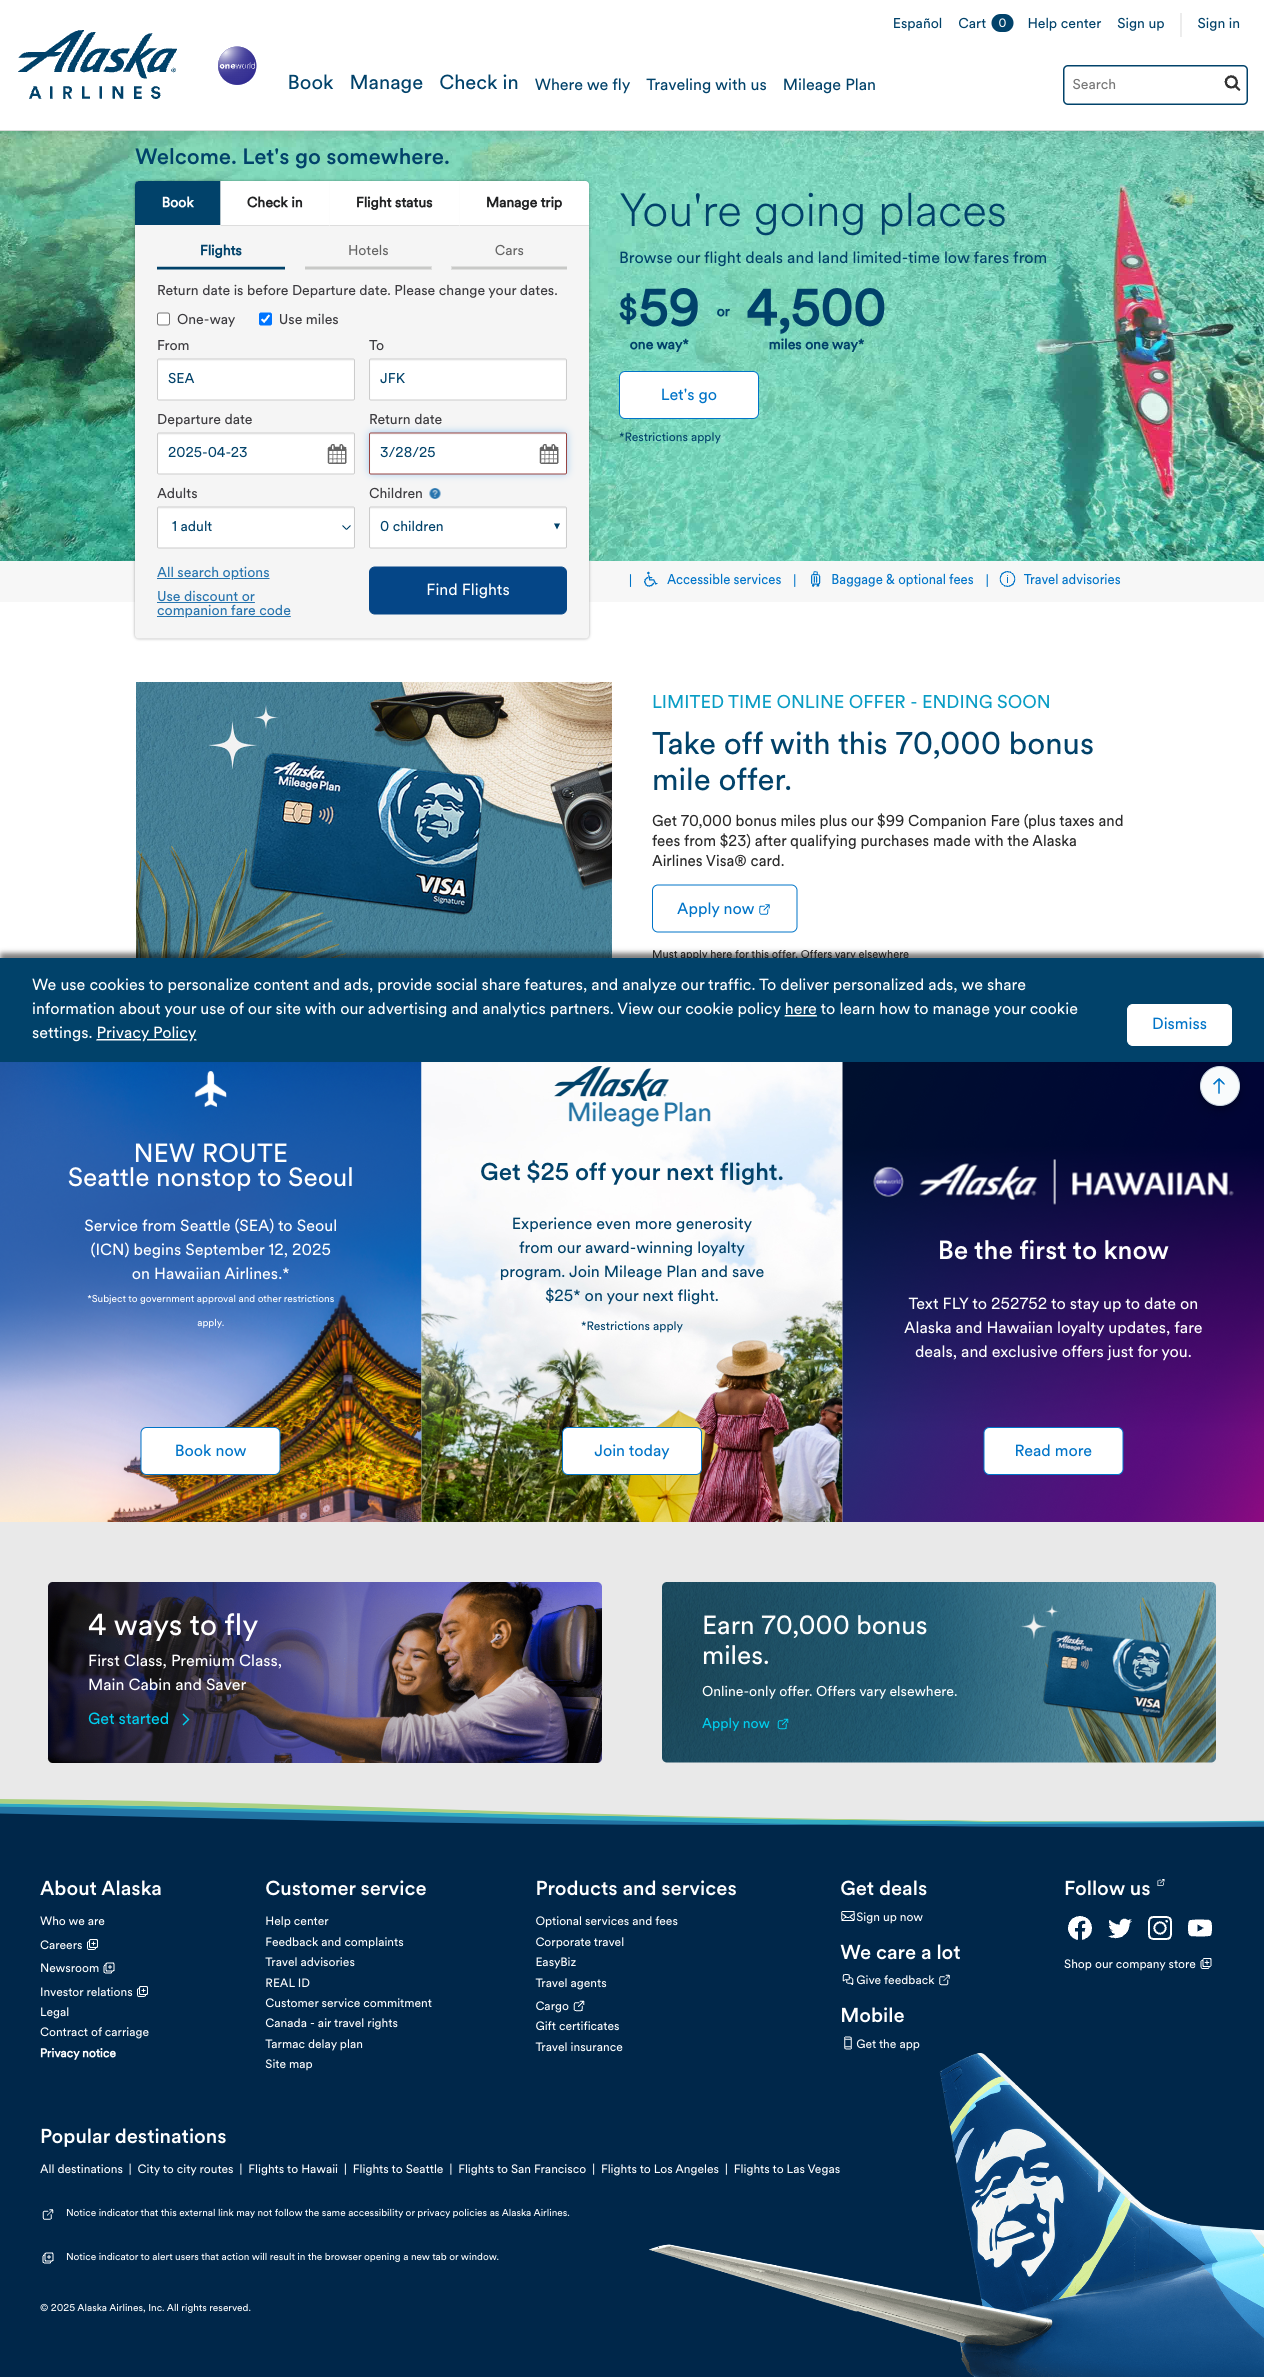 Español Cart 0 Help center Sign up Sign in
Alaska
AIRLINES
oneworld
Book Manage Check in Where we fly Traveling with us Mileage Plan
Search
Welcome. Let's go somewhere.
Book Check in Flight status Manage trip
Flights Hotels Cars
Return date is before Departure date. Please change your dates.
One-way Use miles
From To
SEA JFK
Departure date Return date
2025-04-23 3/28/25
Adults Children ?
1 adult 0 children
All search options
Use discount or
companion fare code
Find Flights
You're going places
Browse our flight deals and land limited-time low fares from
$59 or 4,500
one way* miles one way*
Let's go
*Restrictions apply
| Accessible services | Baggage & optional fees | Travel advisories
Alaska
Mileage Plan
VISA
Signature
LIMITED TIME ONLINE OFFER - ENDING SOON
Take off with this 70,000 bonus
mile offer.
Get 70,000 bonus miles plus our $99 Companion Fare (plus taxes and
fees from $23) after qualifying purchases made with the Alaska
Airlines Visa® card.
Apply now
Must apply here for this offer. Offers vary elsewhere
We use cookies to personalize content and ads, provide social share features, and analyze our traffic. To deliver personalized ads, we share
information about your use of our site with our advertising and analytics partners. View our cookie policy here to learn how to manage your cookie
settings. Privacy Policy
Dismiss
NEW ROUTE
Seattle nonstop to Seoul
Service from Seattle (SEA) to Seoul
(ICN) begins September 12, 2025
on Hawaiian Airlines.*
*Subject to government approval and other restrictions
apply.
Book now
Alaska
Mileage Plan
Get $25 off your next flight.
Experience even more generosity
from our award-winning loyalty
program. Join Mileage Plan and save
$25* on your next flight.
*Restrictions apply
Join today
oneworld Alaska | HAWAIIAN.
Be the first to know
Text FLY to 252752 to stay up to date on
Alaska and Hawaiian loyalty updates, fare
deals, and exclusive offers just for you.
Read more
4 ways to fly
First Class, Premium Class,
Main Cabin and Saver
Get started
Earn 70,000 bonus
miles.
Online-only offer. Offers vary elsewhere.
Apply now
Alaska
Mileage Plan
VISA
Signature
About Alaska
Who we are
Careers
Newsroom
Investor relations
Legal
Contract of carriage
Privacy notice
Customer service
Help center
Feedback and complaints
Travel advisories
REAL ID
Customer service commitment
Canada - air travel rights
Tarmac delay plan
Site map
Products and services
Optional services and fees
Corporate travel
EasyBiz
Travel agents
Cargo
Gift certificates
Travel insurance
Get deals
Sign up now
We care a lot
Give feedback
Mobile
Get the app
Follow us
Shop our company store
Popular destinations
All destinations | City to city routes | Flights to Hawaii | Flights to Seattle | Flights to San Francisco | Flights to Los Angeles | Flights to Las Vegas
Notice indicator that this external link may not follow the same accessibility or privacy policies as Alaska Airlines.
Notice indicator to alert users that action will result in the browser opening a new tab or window.
© 2025 Alaska Airlines, Inc. All rights reserved.